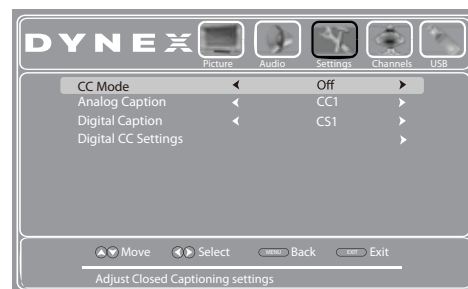 DYNEX
Picture Audio Settings Channels USB
CC Mode Off
Analog Caption CC1
Digital Caption CS1
Digital CC Settings
Move Select MENU Back EXIT Exit
Adjust Closed Captioning settings